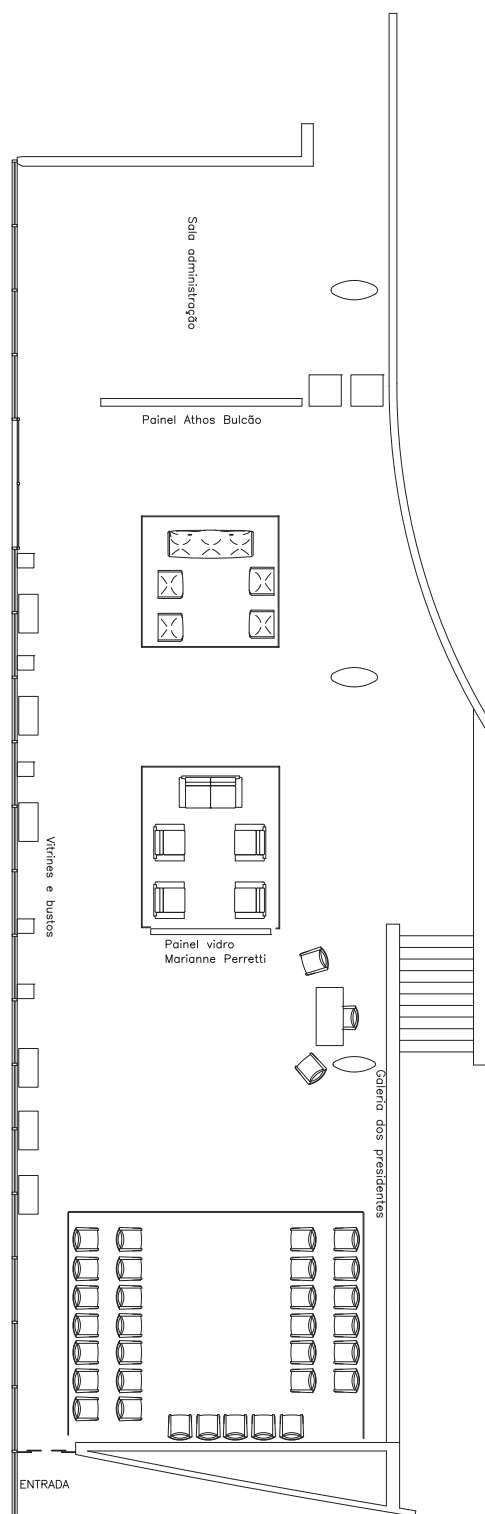 Sala administração
Painel Athos Bulcão
Vitrines e bustos
Painel vidro
Marianne Perretti
Galeria dos presidentes
ENTRADA